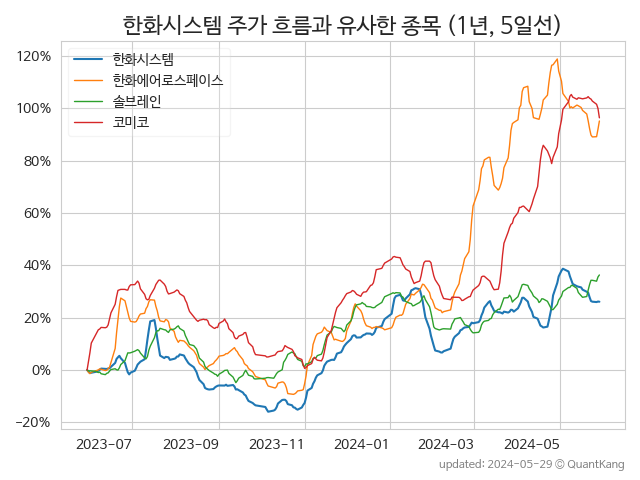 한화시스템 주가 흐름과 유사한 종목 (1년, 5일선)
한화시스템
한화에어로스페이스
솔브레인
코미코
120%
100%
80%
60%
40%
20%
0%
−20%
2023-07
2023-09
2023-11
2024-01
2024-03
2024-05
updated: 2024-05-29 © QuantKang